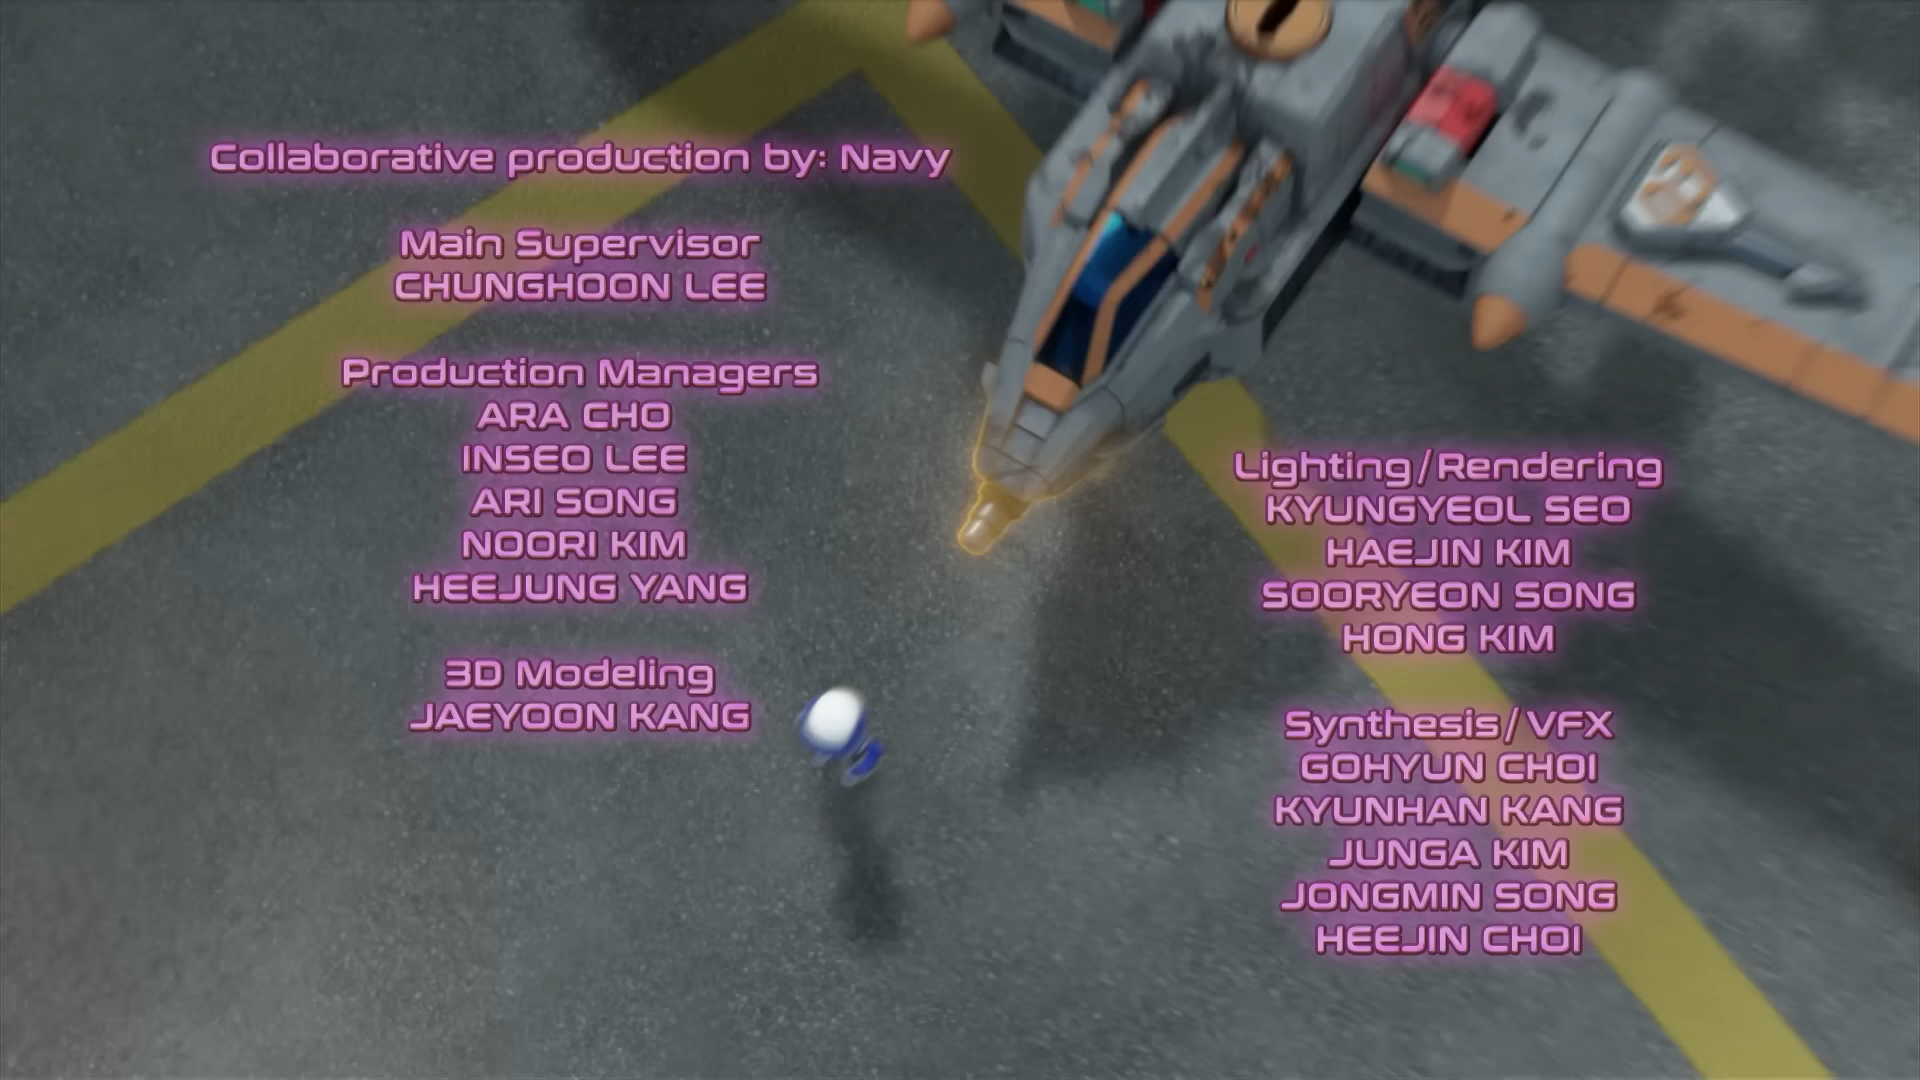 Collaborative production by: Navy
Main Supervisor
CHUNGHOON LEE
Production Managers
ARA CHO
INSEO LEE
ARI SONG
NOORI KIM
HEEJUNG YANG
3D Modeling
JAEYOON KANG
Lighting/Rendering
KYUNGYEOL SEO
HAEJIN KIM
SOORYEON SONG
HONG KIM
Synthesis/VFX
GOHYUN CHOI
KYUNHAN KANG
JUNGA KIM
JONGMIN SONG
HEEJIN CHOI